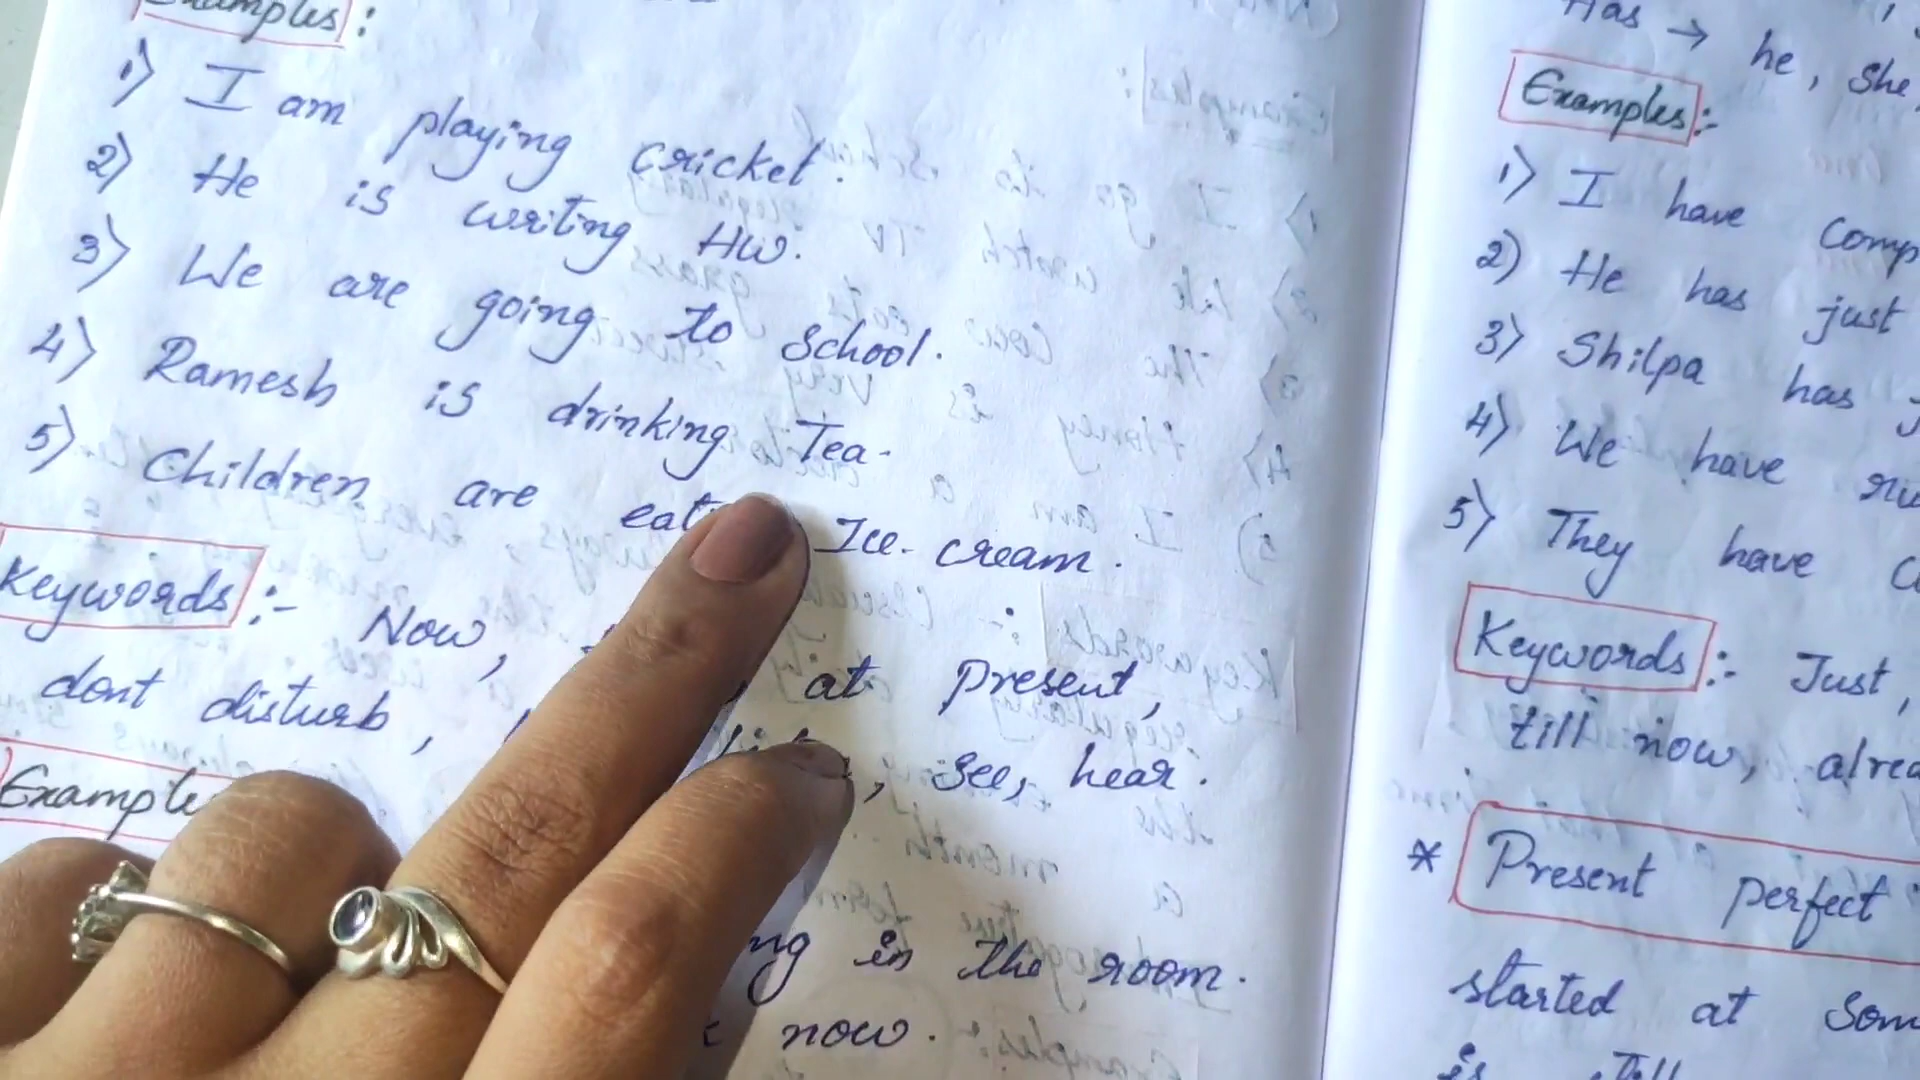 Examples:
1) I am playing cricket.
2) He is writing HW.
3) We are going to School.
4) Ramesh is drinking Tea.
5) Children are Ice-cream.
Keywords:- Now, at present,
dont disturb, see, hear.
Example
in the room.
now.
Has → he, she,
Examples:-
1) I have
2) He has just
3) Shilpa has
4) We have
5) They have
Keywords:- Just,
till now,
* Present perfect
started at
is